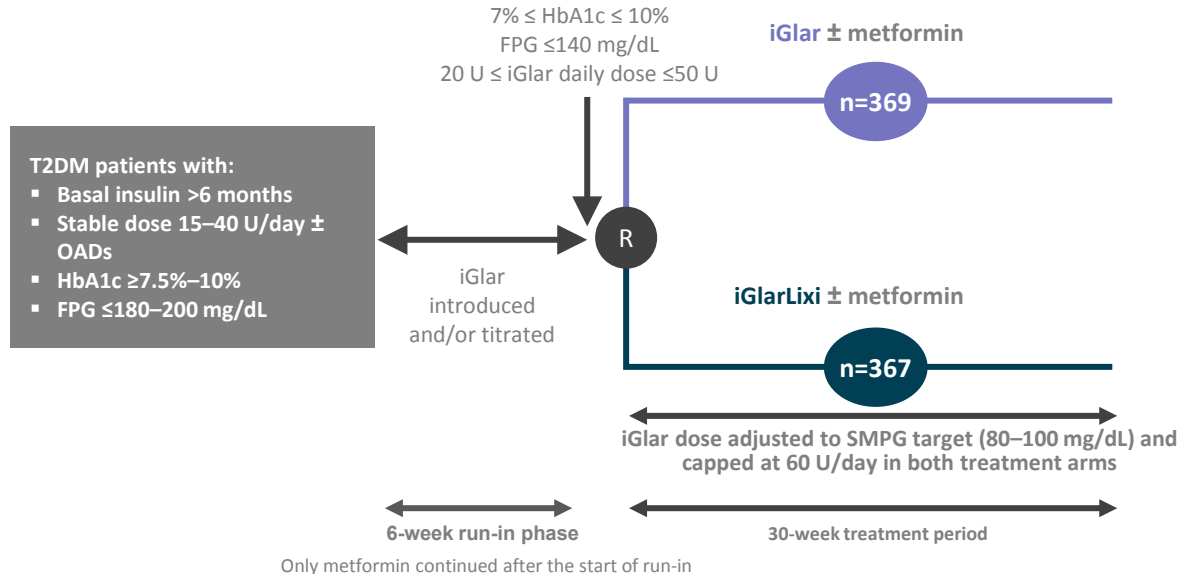 7% ≤ HbA1c ≤ 10%
FPG ≤140 mg/dL
20 U ≤ iGlar daily dose ≤50 U
iGlar ± metformin
n=369
T2DM patients with:
▪ Basal insulin >6 months
▪ Stable dose 15–40 U/day ±
OADs
▪ HbA1c ≥7.5%–10%
▪ FPG ≤180–200 mg/dL
iGlar
introduced
and/or titrated
R
iGlarLixi ± metformin
n=367
iGlar dose adjusted to SMPG target (80–100 mg/dL) and
capped at 60 U/day in both treatment arms
6-week run-in phase
30-week treatment period
Only metformin continued after the start of run-in